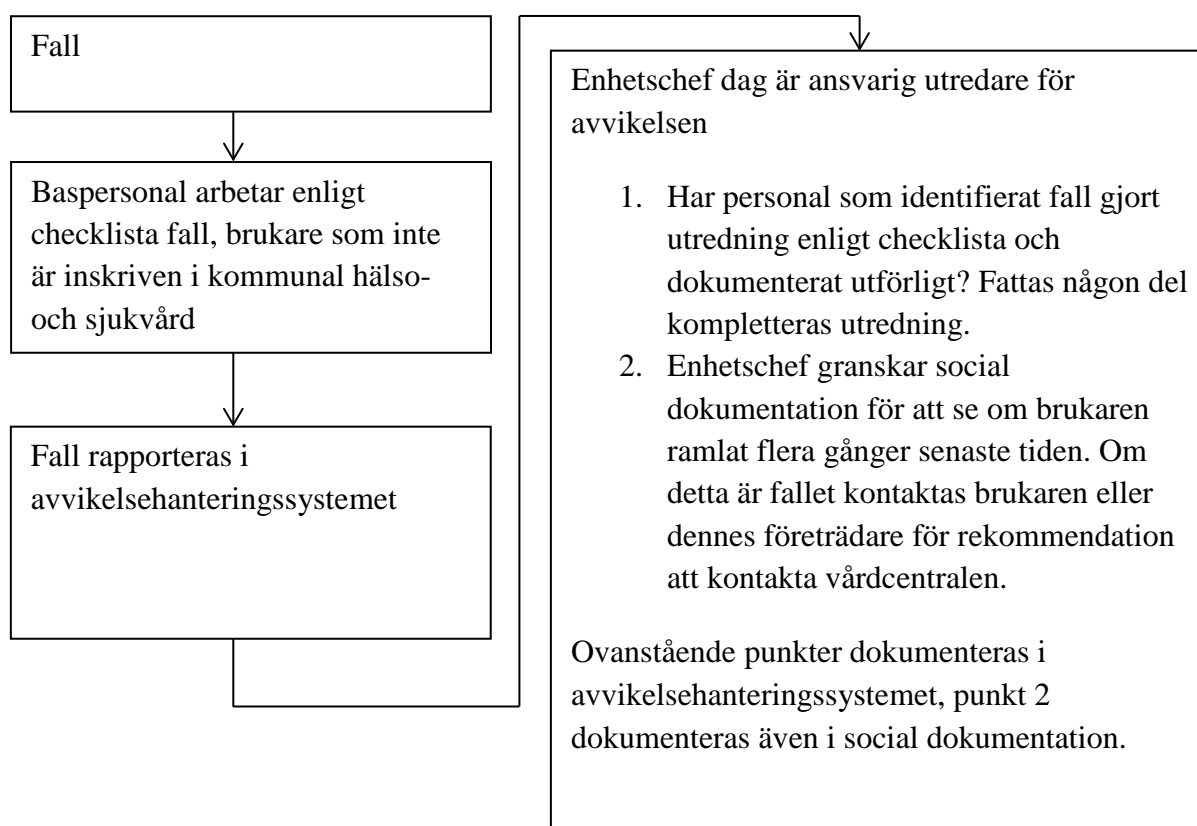 Fall
Baspersonal arbetar enligt
checklista fall, brukare som inte
är inskriven i kommunal hälso-
och sjukvård
Fall rapporteras i
avvikelsehanteringssystemet
Enhetschef dag är ansvarig utredare för
avvikelsen
1. Har personal som identifierat fall gjort
utredning enligt checklista och
dokumenterat utförligt? Fattas någon del
kompletteras utredning.
2. Enhetschef granskar social
dokumentation för att se om brukaren
ramlat flera gånger senaste tiden. Om
detta är fallet kontaktas brukaren eller
dennes företrädare för rekommendation
att kontakta vårdcentralen.
Ovanstående punkter dokumenteras i
avvikelsehanteringssystemet, punkt 2
dokumenteras även i social dokumentation.